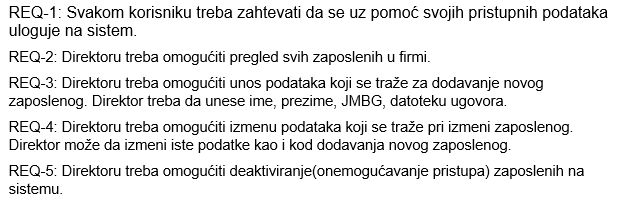 REQ-1: Svakom korisniku treba zahtevati da se uz pomoć svojih pristupnih podataka
uloguje na sistem.
REQ-2: Direktoru treba omogućiti pregled svih zaposlenih u firmi.
REQ-3: Direktoru treba omogućiti unos podataka koji se traže za dodavanje novog
zaposlenog. Direktor treba da unese ime, prezime, JMBG, datoteku ugovora.
REQ-4: Direktoru treba omogućiti izmenu podataka koji se traže pri izmeni zaposlenog.
Direktor može da izmeni iste podatke kao i kod dodavanja novog zaposlenog.
REQ-5: Direktoru treba omogućiti deaktiviranje(onemogućavanje pristupa) zaposlenih na
sistemu.